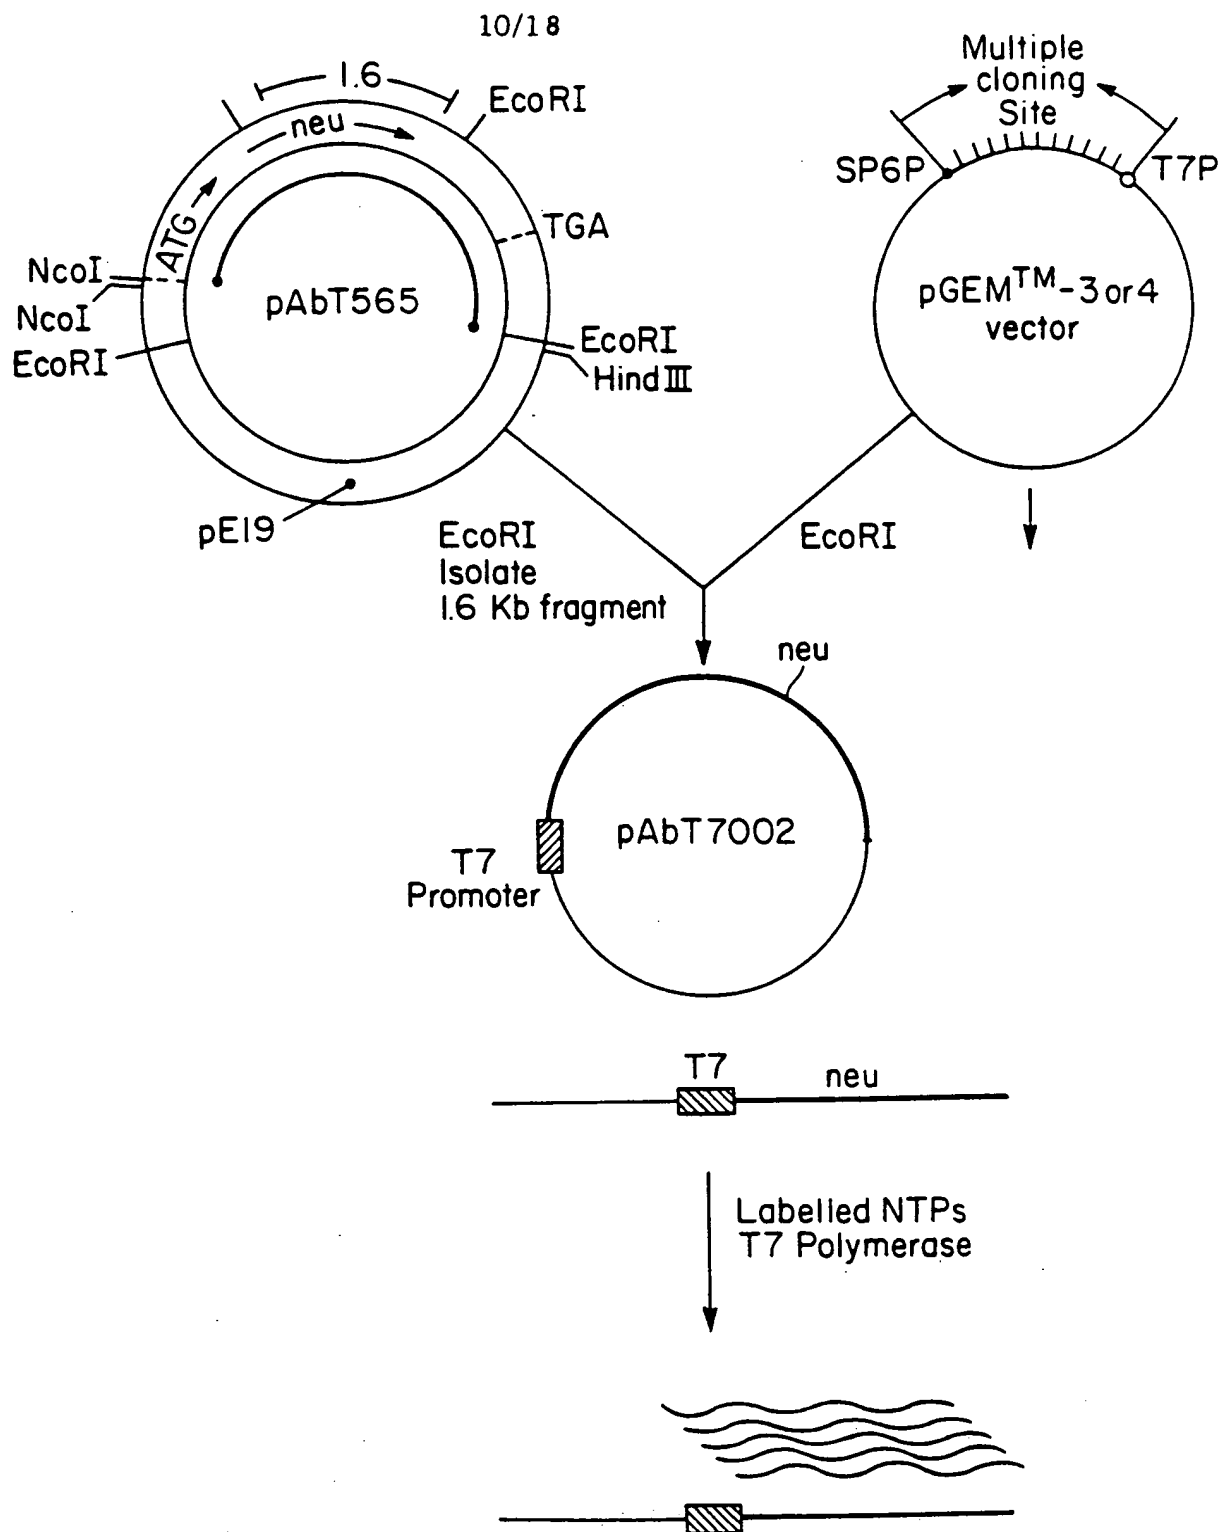 10/18
1.6
EcoRI
neu
ATG
TGA
NcoI
NcoI
EcoRI
pAbT565
EcoRI
HindIII
pE19
Multiple
cloning
Site
SP6P
T7P
pGEM™-3 or 4
vector
EcoRI
Isolate
1.6 Kb fragment
EcoRI
neu
pAbT7002
T7
Promoter
T7
neu
Labelled NTPs
T7 Polymerase